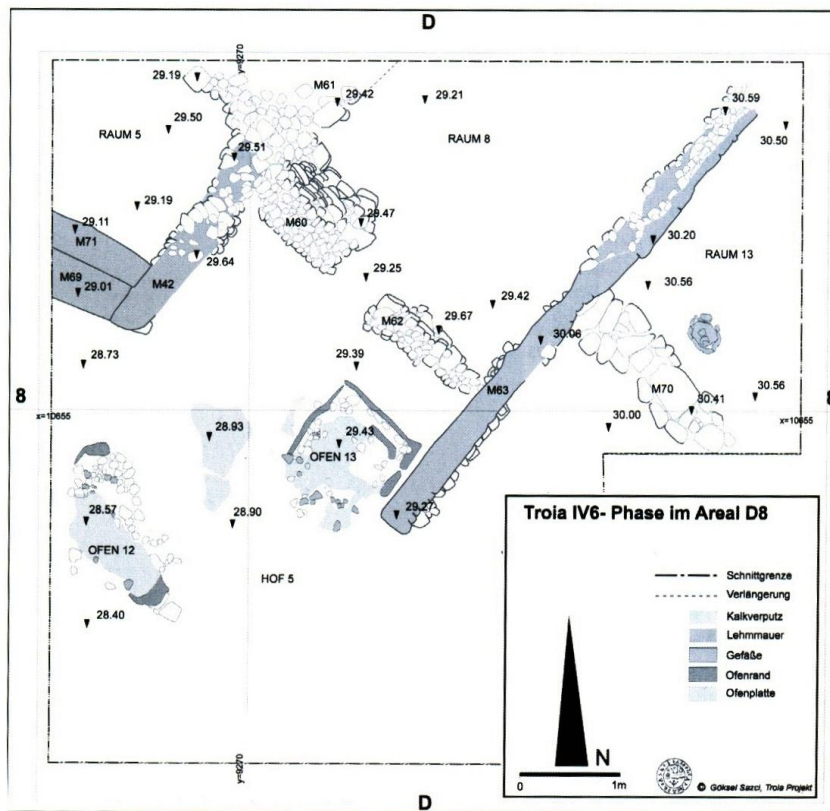 D
y=9270
29.19
M61
29.42
29.21
30.59
30.50
29.50
RAUM 5
RAUM 8
29.51
29.19
29.11
M71
M60
29.47
30.20
RAUM 13
M69
29.01
M42
29.64
29.25
30.56
29.42
M62
29.67
30.06
28.73
29.39
M63
M70
30.56
8
8
x=10655
x=10655
28.93
29.43
OFEN 13
30.00
30.41
28.57
28.90
29.27
OFEN 12
HOF 5
28.40
y=9270
Troia IV6- Phase im Areal D8
Schnittgrenze
Verlängerung
Kalkverputz
Lehmmauer
Gefäße
Ofenrand
Ofenplatte
N
0 1m
© Göksel Sazcı, Troia Projekt
D